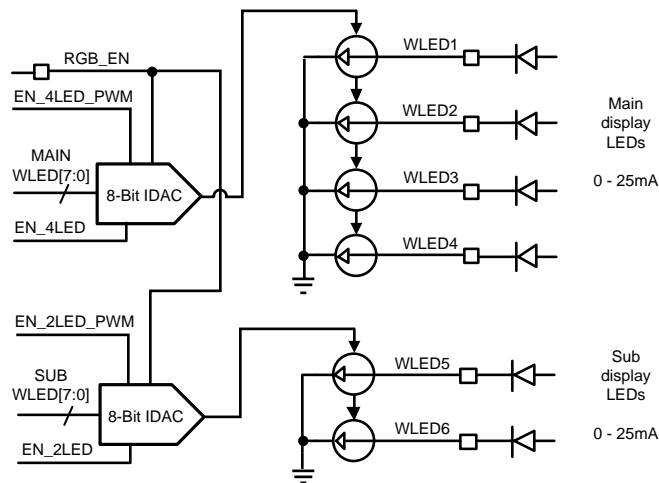 RGB_EN
EN_4LED_PWM
MAIN
WLED[7:0]
8-Bit IDAC
EN_4LED
WLED1
WLED2
WLED3
WLED4
Main
display
LEDs
0 - 25mA
EN_2LED_PWM
SUB
WLED[7:0]
8-Bit IDAC
EN_2LED
WLED5
WLED6
Sub
display
LEDs
0 - 25mA